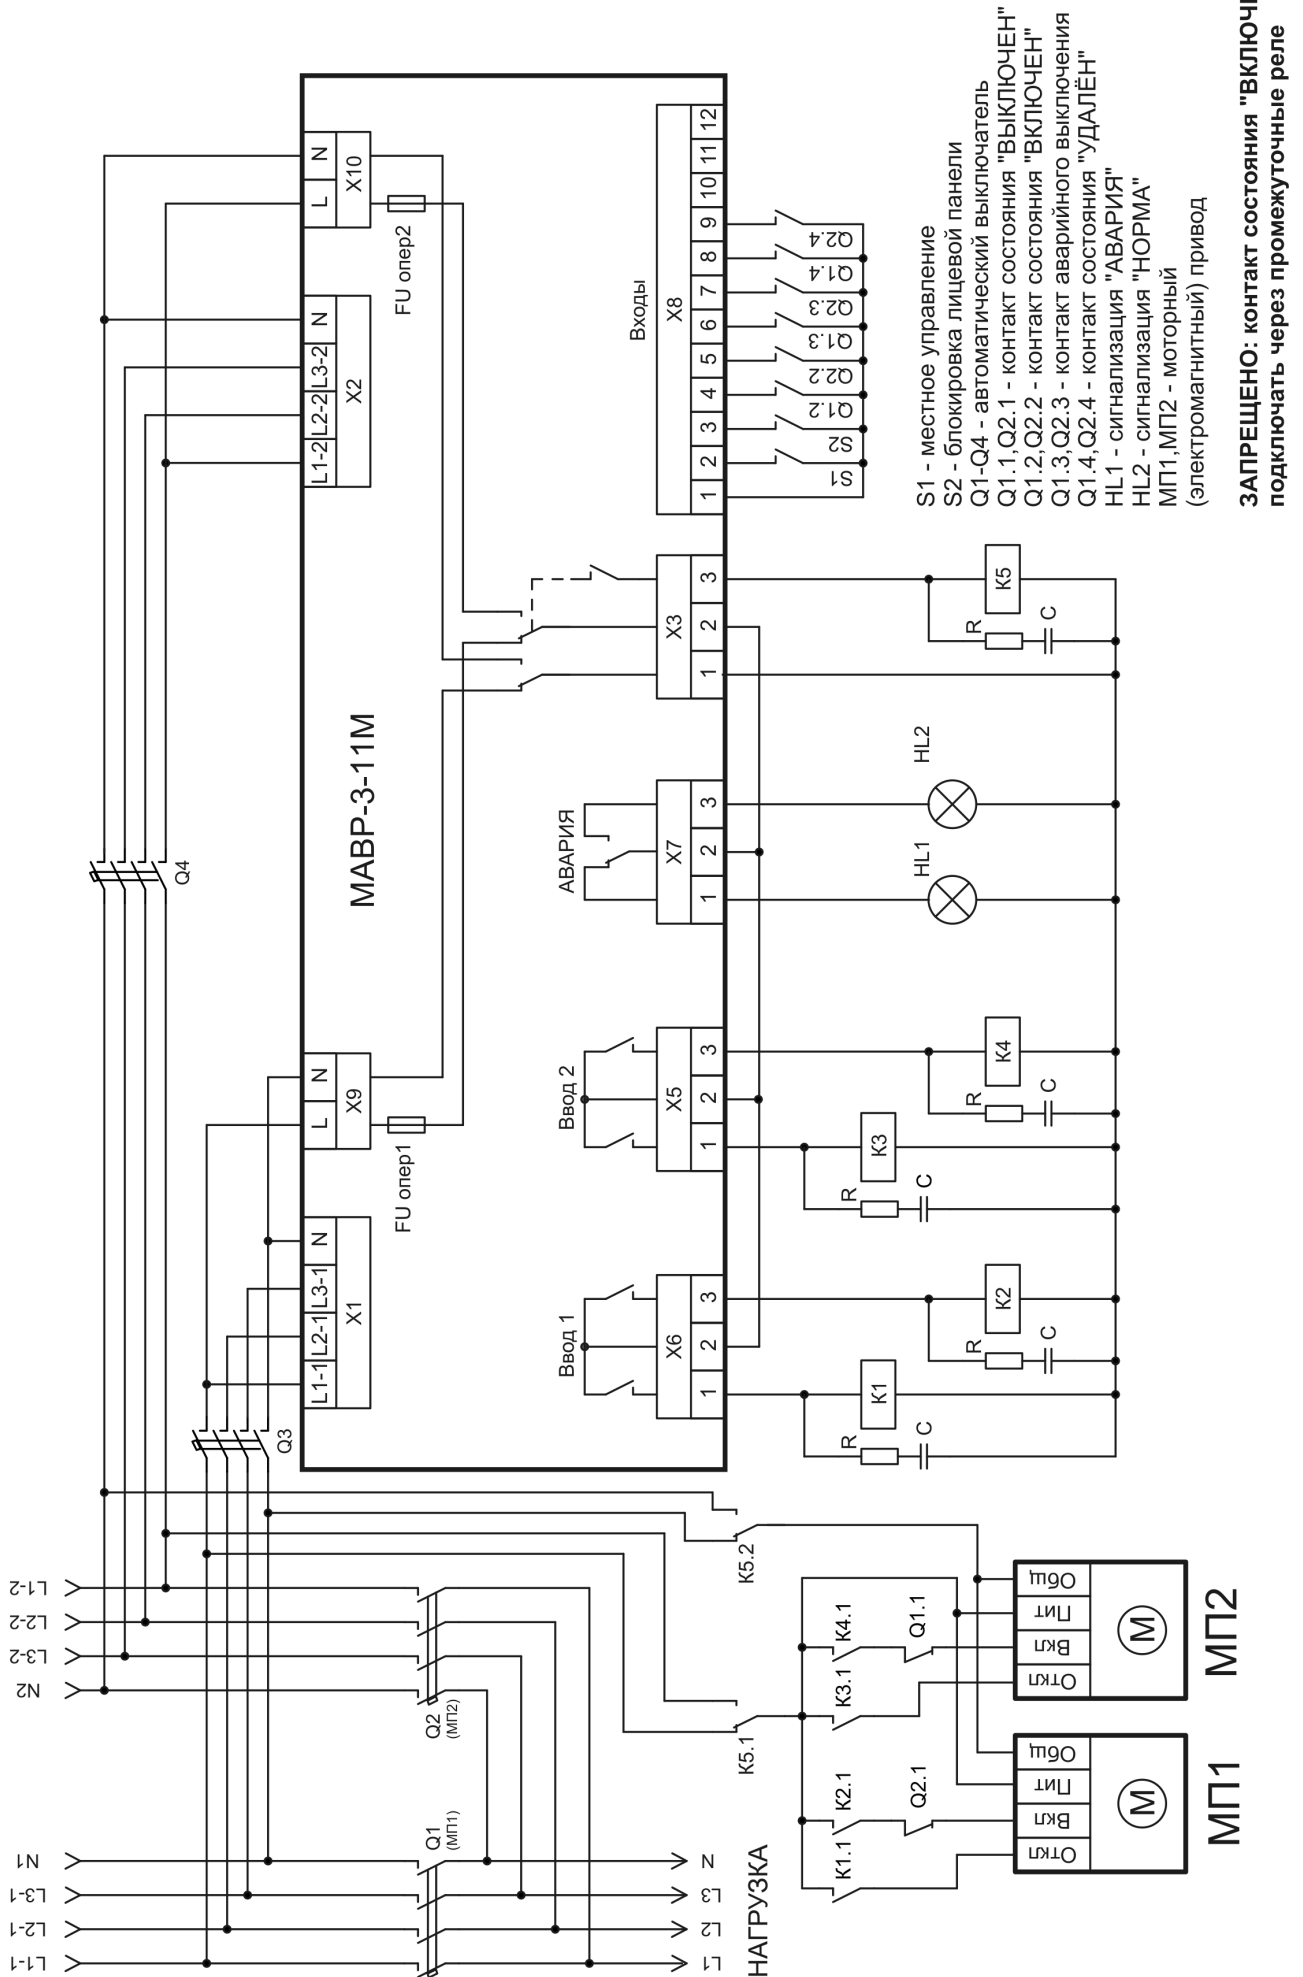 L1-1
L2-1
L3-1
N1
N2
L3-2
L2-2
L1-2
Q4
Q3
L1-1 L2-1 L3-1 N
X1
L N
X9
L1-2 L2-2 L3-2 N
X2
L N
X10
FU опер1
МАВР-3-11М
FU опер2
Q1
(МП1)
Q2
(МП2)
Ввод 1
Ввод 2
АВАРИЯ
Входы
X6
X5
X7
X3
X8
1 2 3
1 2 3
1 2 3
1 2 3
1 2 3 4 5 6 7 8 9 10 11 12
L1
L2
L3
N
НАГРУЗКА
K5.1
K5.2
S1
S2
Q1.2
Q2.2
Q1.3
Q2.3
Q1.4
Q2.4
K1.1
K2.1
K3.1
K4.1
Q2.1
Q1.1
R
K1
C
R
K3
C
HL1
HL2
R
K2
C
R
K4
C
R
K5
C
Откл
Вкл
Пит
Общ
M
МП1
Откл
Вкл
Пит
Общ
M
МП2
S1 - местное управление
S2 - блокировка лицевой панели
Q1-Q4 - автоматический выключатель
Q1.1,Q2.1 - контакт состояния "ВЫКЛЮЧЕН"
Q1.2,Q2.2 - контакт состояния "ВКЛЮЧЕН"
Q1.3,Q2.3 - контакт аварийного выключения
Q1.4,Q2.4 - контакт состояния "УДАЛЁН"
HL1 - сигнализация "АВАРИЯ"
HL2 - сигнализация "НОРМА"
МП1,МП2 - моторный
(электромагнитный) привод
ЗАПРЕЩЕНО: контакт состояния "ВКЛЮЧ
подключать через промежуточные реле